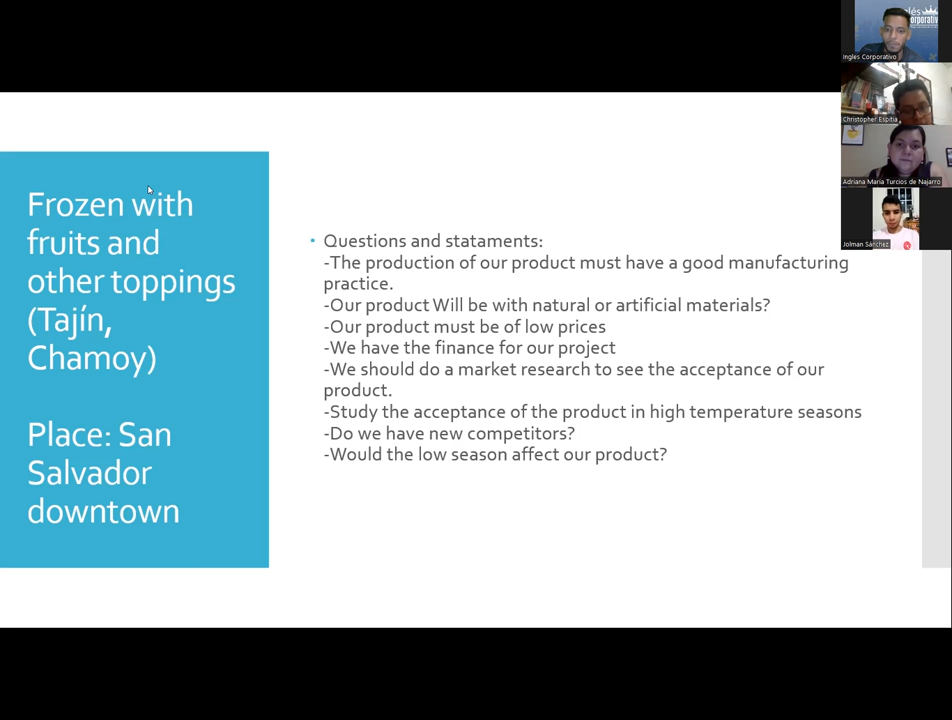 Frozen with
fruits and
other toppings
(Tajín,
Chamoy)
Place: San
Salvador
downtown
• Questions and stataments:
-The production of our product must have a good manufacturing
practice.
-Our product Will be with natural or artificial materials?
-Our product must be of low prices
-We have the finance for our project
-We should do a market research to see the acceptance of our
product.
-Study the acceptance of the product in high temperature seasons
-Do we have new competitors?
-Would the low season affect our product?
Ingles Corporativo
Christopher Espitia
Adriana Maria Turcios de Najarro
Jolman Sánchez